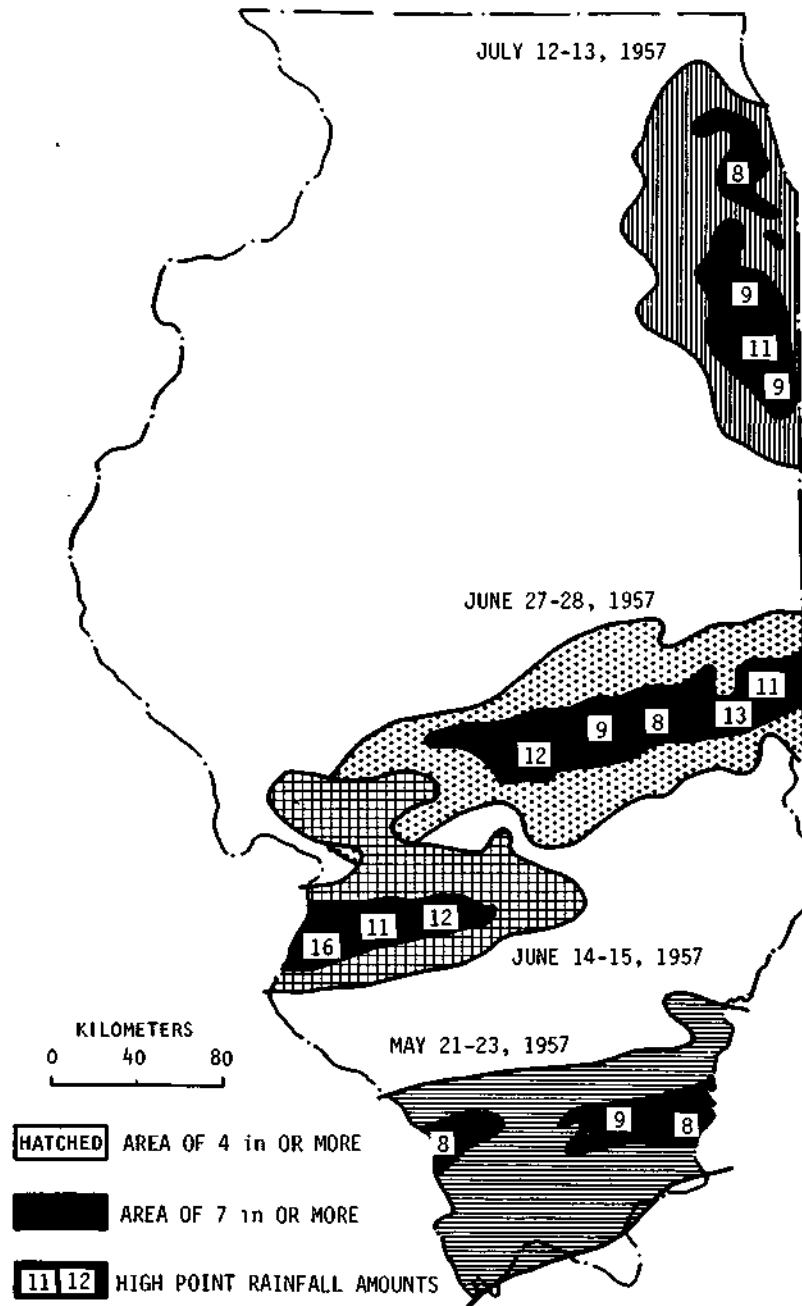 JULY 12-13, 1957
8
9
11
9
JUNE 27-28, 1957
11
13
8
9
12
12
11
16
JUNE 14-15, 1957
MAY 21-23, 1957
KILOMETERS
0 40 80
9
8
8
HATCHED AREA OF 4 in OR MORE
AREA OF 7 in OR MORE
11 12 HIGH POINT RAINFALL AMOUNTS